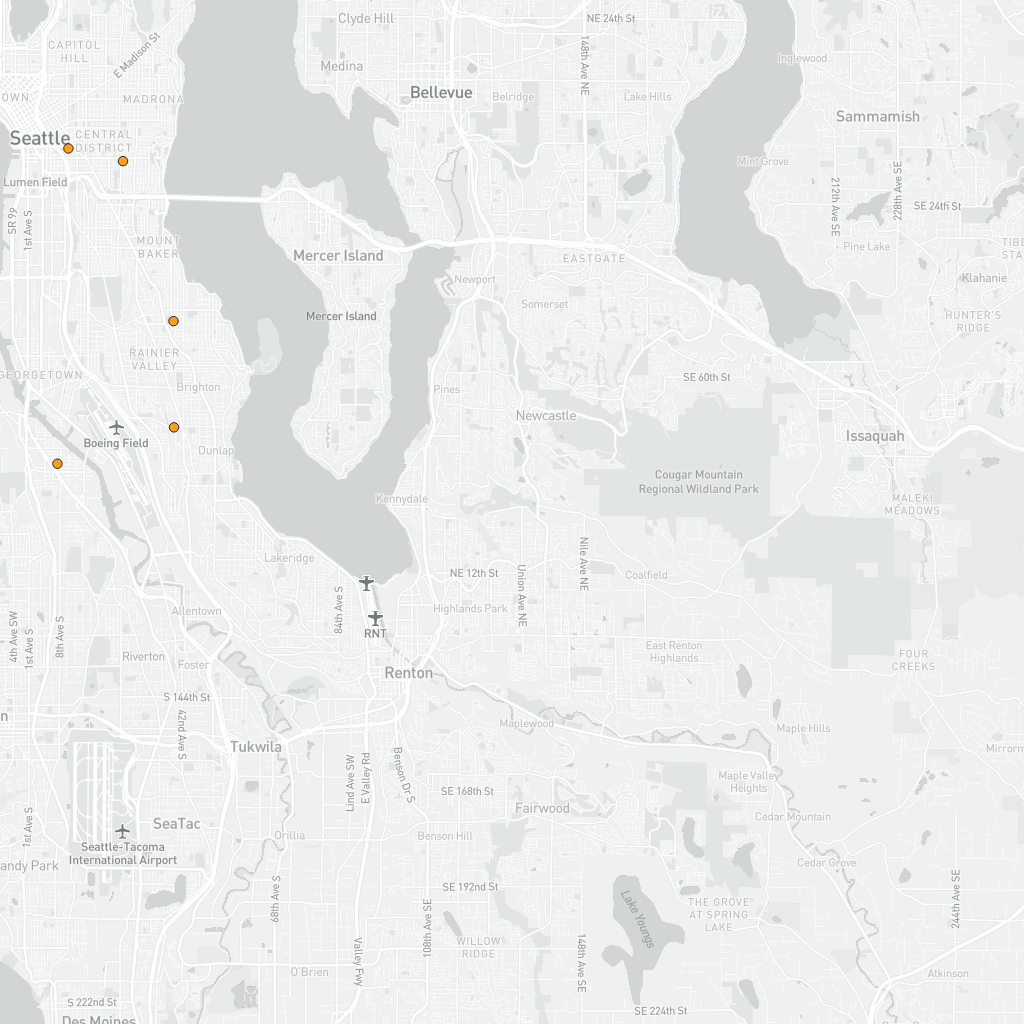 NE 24th St
Clyde Hill
CAPITOL
HILL
E Madison St
148th Ave NE
Inglewood
Medina
Bellevue
Belridge
Lake Hills
OWN
MADRONA
Sammamish
Seattle
CENTRAL
DISTRICT
Mint Grove
Lumen Field
212th Ave SE
228th Ave SE
SE 24th St
SR 99
1st Ave S
MOUNT
BAKER
Mercer Island
EASTGATE
Pine Lake
TIBE
STA
Newport
Klahanie
Somerset
Mercer Island
HUNTER'S
RIDGE
RAINIER
VALLEY
GEORGETOWN
Brighton
Pines
SE 60th St
Newcastle
Boeing Field
Dunlap
Issaquah
Cougar Mountain
Regional Wildland Park
Kennydale
MALEKI
MEADOWS
Lakeridge
NE 12th St
Union Ave NE
Nile Ave NE
Coalfield
84th Ave S
Allentown
Highlands Park
RNT
4th Ave SW
1st Ave S
8th Ave S
Riverton
Foster
East Renton
Highlands
FOUR
CREEKS
Renton
S 144th St
42nd Ave S
n
Maplewood
Maple Hills
Tukwila
Mirrorm
Lind Ave SW
E Valley Rd
Benson Dr S
Maple Valley
Heights
SE 168th St
Fairwood
1st Ave S
SeaTac
Orillia
Benson Hill
Cedar Mountain
Seattle-Tacoma
International Airport
andy Park
Cedar Grove
SE 192nd St
68th Ave S
108th Ave SE
Lake Youngs
THE GROVE
AT SPRING
LAKE
244th Ave SE
WILLOW
RIDGE
Valley Fwy
148th Ave SE
O'Brien
Atkinson
S 222nd St
SE 224th St
Des Moines